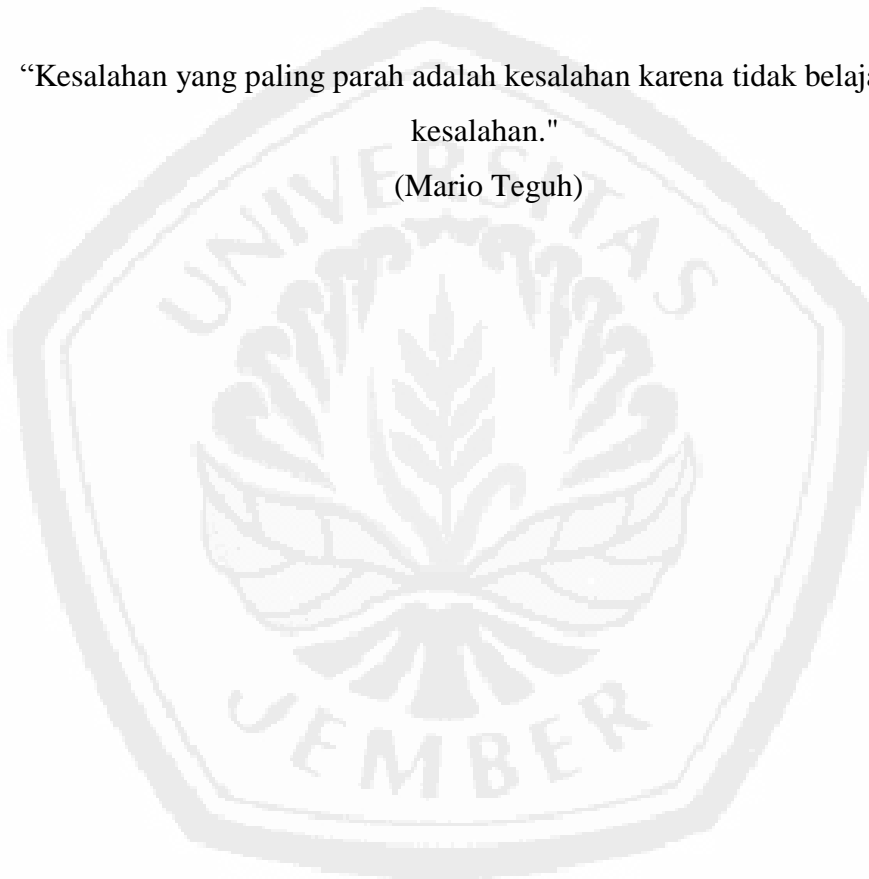 “Kesalahan yang paling parah adalah kesalahan karena tidak
kesalahan."
(Mario Teguh)
UNIVERSITAS
JEMBER